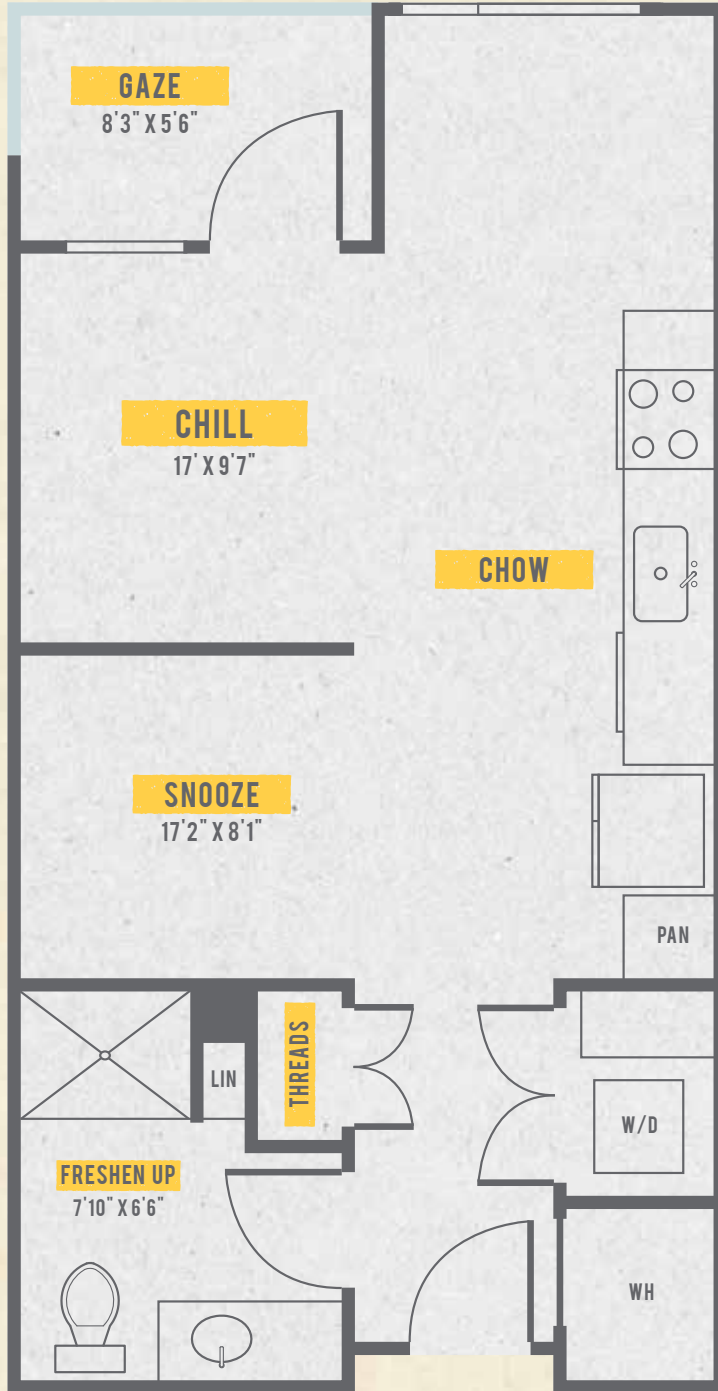 GAZE
8'3" X 5'6"
CHILL
17' X 9'7"
CHOW
SNOOZE
17'2" X 8'1"
PAN
THREADS
LIN
W/D
FRESHEN UP
7'10" X 6'6"
WH